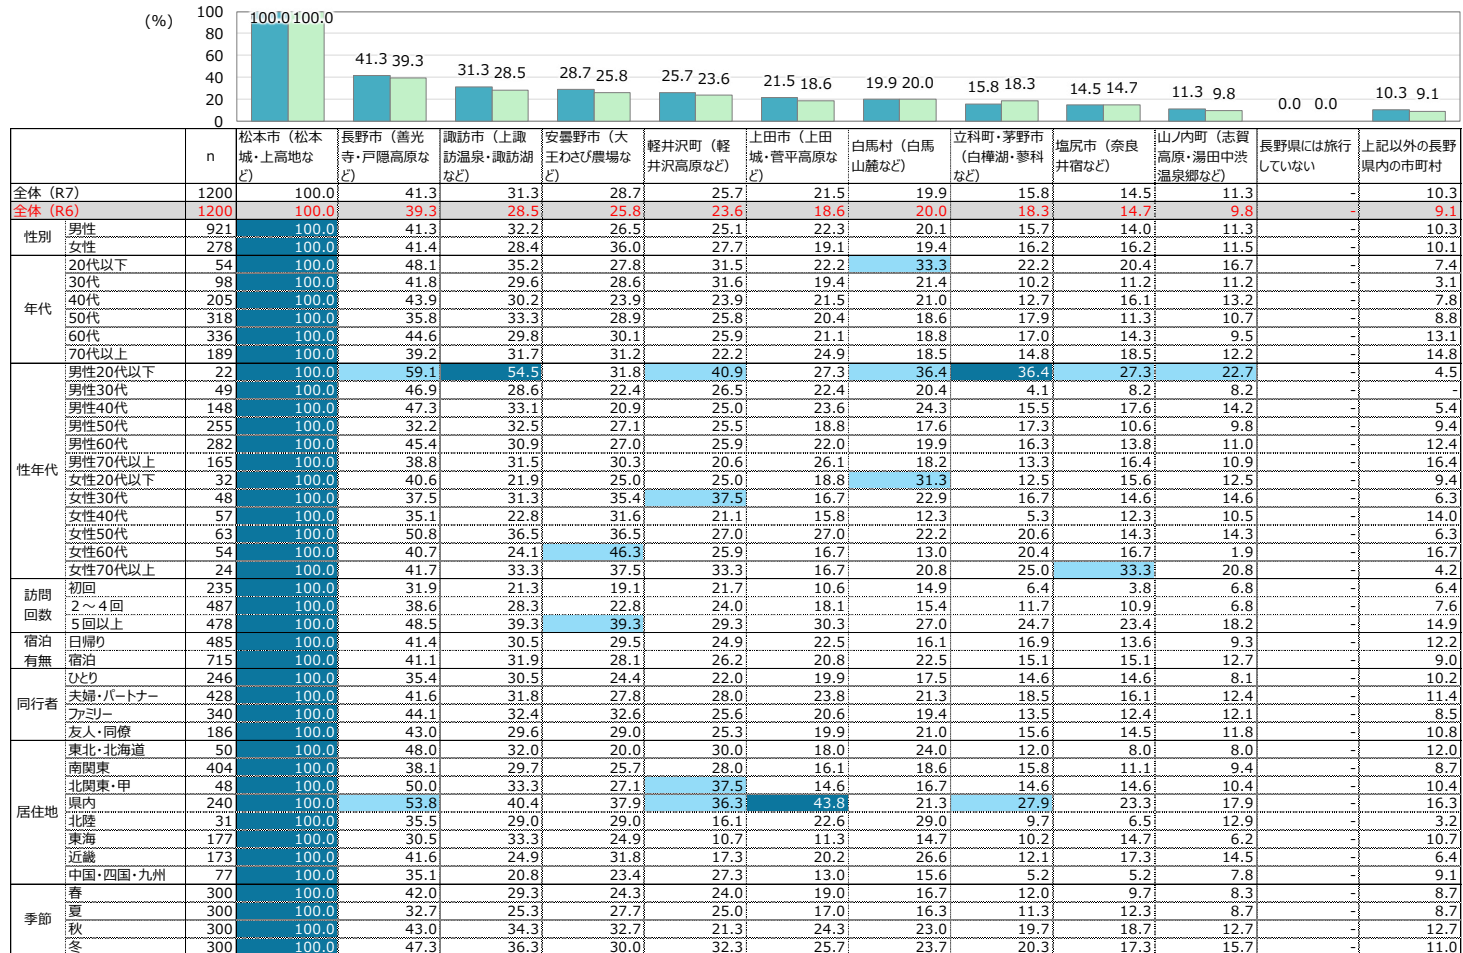 (%)
100
80
60
40
20
0
100.0 100.0
41.3 39.3
31.3 28.5
28.7 25.8
25.7 23.6
21.5 18.6
19.9 20.0
15.8 18.3
14.5 14.7
11.3 9.8
0.0 0.0
10.3 9.1
n
松本市（松本
城・上高地な
ど）
長野市（善光
寺・戸隠高原な
ど）
諏訪市（上諏
訪温泉・諏訪湖
など）
安曇野市（大
王わさび農場な
ど）
軽井沢町（軽
井沢高原など）
上田市（上田
城・菅平高原な
ど）
白馬村（白馬
山麓など）
立科町・茅野市
（白樺湖・蓼科
など）
塩尻市（奈良
井宿など）
山ノ内町（志賀
高原・湯田中渋
温泉郷など）
長野県には旅行
していない
上記以外の長野
県内の市町村
全体（R7） 1200 100.0 41.3 31.3 28.7 25.7 21.5 19.9 15.8 14.5 11.3 - 10.3
全体（R6） 1200 100.0 39.3 28.5 25.8 23.6 18.6 20.0 18.3 14.7 9.8 - 9.1
性別
男性 921 100.0 41.3 32.2 26.5 25.1 22.3 20.1 15.7 14.0 11.3 - 10.3
女性 278 100.0 41.4 28.4 36.0 27.7 19.1 19.4 16.2 16.2 11.5 - 10.1
年代
20代以下 54 100.0 48.1 35.2 27.8 31.5 22.2 33.3 22.2 20.4 16.7 - 7.4
30代 98 100.0 41.8 29.6 28.6 31.6 19.4 21.4 10.2 11.2 11.2 - 3.1
40代 205 100.0 43.9 30.2 23.9 23.9 21.5 21.0 12.7 16.1 13.2 - 7.8
50代 318 100.0 35.8 33.3 28.9 25.8 20.4 18.6 17.9 11.3 10.7 - 8.8
60代 336 100.0 44.6 29.8 30.1 25.9 21.1 18.8 17.0 14.3 9.5 - 13.1
70代以上 189 100.0 39.2 31.7 31.2 22.2 24.9 18.5 14.8 18.5 12.2 - 14.8
性年代
男性20代以下 22 100.0 59.1 54.5 31.8 40.9 27.3 36.4 36.4 27.3 22.7 - 4.5
男性30代 49 100.0 46.9 28.6 22.4 26.5 22.4 20.4 4.1 8.2 8.2 - -
男性40代 148 100.0 47.3 33.1 20.9 25.0 23.6 24.3 15.5 17.6 14.2 - 5.4
男性50代 255 100.0 32.2 32.5 27.1 25.5 18.8 17.6 17.3 10.6 9.8 - 9.4
男性60代 282 100.0 45.4 30.9 27.0 25.9 22.0 19.9 16.3 13.8 11.0 - 12.4
男性70代以上 165 100.0 38.8 31.5 30.3 20.6 26.1 18.2 13.3 16.4 10.9 - 16.4
女性20代以下 32 100.0 40.6 21.9 25.0 25.0 18.8 31.3 12.5 15.6 12.5 - 9.4
女性30代 48 100.0 37.5 31.3 35.4 37.5 16.7 22.9 16.7 14.6 14.6 - 6.3
女性40代 57 100.0 35.1 22.8 31.6 21.1 15.8 12.3 5.3 12.3 10.5 - 14.0
女性50代 63 100.0 50.8 36.5 36.5 27.0 27.0 22.2 20.6 14.3 14.3 - 6.3
女性60代 54 100.0 40.7 24.1 46.3 25.9 16.7 13.0 20.4 16.7 1.9 - 16.7
女性70代以上 24 100.0 41.7 33.3 37.5 33.3 16.7 20.8 25.0 33.3 20.8 - 4.2
訪問
回数
初回 235 100.0 31.9 21.3 19.1 21.7 10.6 14.9 6.4 3.8 6.8 - 6.4
２～４回 487 100.0 38.6 28.3 22.8 24.0 18.1 15.4 11.7 10.9 6.8 - 7.6
５回以上 478 100.0 48.5 39.3 39.3 29.3 30.3 27.0 24.7 23.4 18.2 - 14.9
宿泊
有無
日帰り 485 100.0 41.4 30.5 29.5 24.9 22.5 16.1 16.9 13.6 9.3 - 12.2
宿泊 715 100.0 41.1 31.9 28.1 26.2 20.8 22.5 15.1 15.1 12.7 - 9.0
同行者
ひとり 246 100.0 35.4 30.5 24.4 22.0 19.9 17.5 14.6 14.6 8.1 - 10.2
夫婦・パートナー 428 100.0 41.6 31.8 27.8 28.0 23.8 21.3 18.5 16.1 12.4 - 11.4
ファミリー 340 100.0 44.1 32.4 32.6 25.6 20.6 19.4 13.5 12.4 12.1 - 8.5
友人・同僚 186 100.0 43.0 29.6 29.0 25.3 19.9 21.0 15.6 14.5 11.8 - 10.8
居住地
東北・北海道 50 100.0 48.0 32.0 20.0 30.0 18.0 24.0 12.0 8.0 8.0 - 12.0
南関東 404 100.0 38.1 29.7 25.7 28.0 16.1 18.6 15.8 11.1 9.4 - 8.7
北関東・甲 48 100.0 50.0 33.3 27.1 37.5 14.6 16.7 14.6 14.6 10.4 - 10.4
県内 240 100.0 53.8 40.4 37.9 36.3 43.8 21.3 27.9 23.3 17.9 - 16.3
北陸 31 100.0 35.5 29.0 29.0 16.1 22.6 29.0 9.7 6.5 12.9 - 3.2
東海 177 100.0 30.5 33.3 24.9 10.7 11.3 14.7 10.2 14.7 6.2 - 10.7
近畿 173 100.0 41.6 24.9 31.8 17.3 20.2 26.6 12.1 17.3 14.5 - 6.4
中国・四国・九州 77 100.0 35.1 20.8 23.4 27.3 13.0 15.6 5.2 5.2 7.8 - 9.1
季節
春 300 100.0 42.0 29.3 24.3 24.0 19.0 16.7 12.0 9.7 8.3 - 8.7
夏 300 100.0 32.7 25.3 27.7 25.0 17.0 16.3 11.3 12.3 8.7 - 8.7
秋 300 100.0 43.0 34.3 32.7 21.3 24.3 23.0 19.7 18.7 12.7 - 12.7
冬 300 100.0 47.3 36.3 30.0 32.3 25.7 23.7 20.3 17.3 15.7 - 11.0